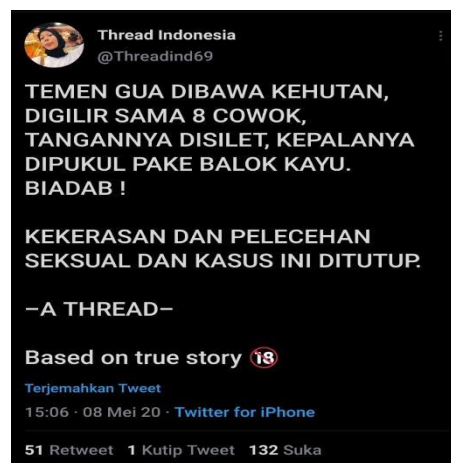 Thread Indonesia
@Threadind69
TEMEN GUA DIBAWA KEHUTAN,
DIGILIR SAMA 8 COWOK,
TANGANNYA DISILET, KEPALANYA
DIPUKUL PAKE BALOK KAYU.
BIADAB !
KEKERASAN DAN PELECEHAN
SEKSUAL DAN KASUS INI DITUTUP.
–A THREAD–
Based on true story 🔞
Terjemahkan Tweet
15:06 · 08 Mei 20 · Twitter for iPhone
51 Retweet 1 Kutip Tweet 132 Suka